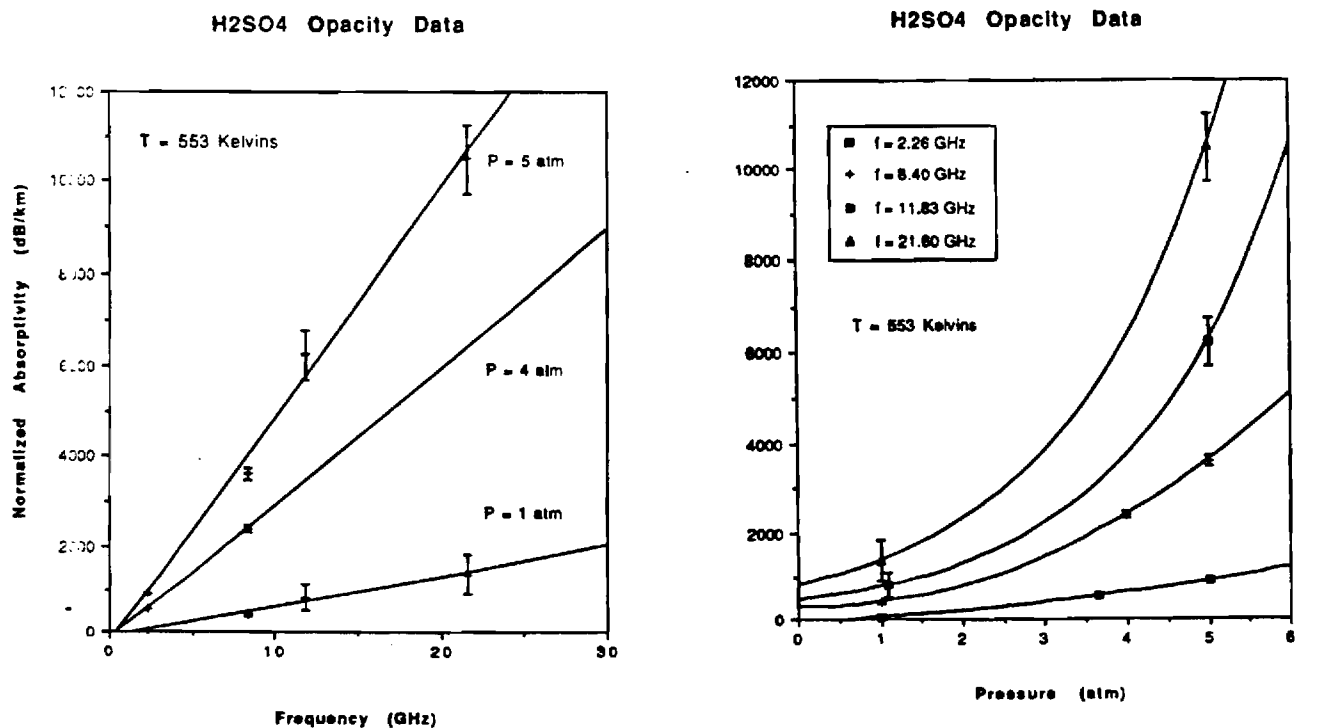 H2SO4 Opacity Data
T = 553 Kelvins
P = 5 atm
P = 4 atm
P = 1 atm
Normalized Absorptivity (dB/km)
4000
0
0 10 20 30
Frequency (GHz)
H2SO4 Opacity Data
12000
10000
8000
6000
4000
2000
0
f = 2.26 GHz
f = 8.40 GHz
f = 11.83 GHz
f = 21.60 GHz
T = 553 Kelvins
0 1 2 3 4 5 6
Pressure (atm)